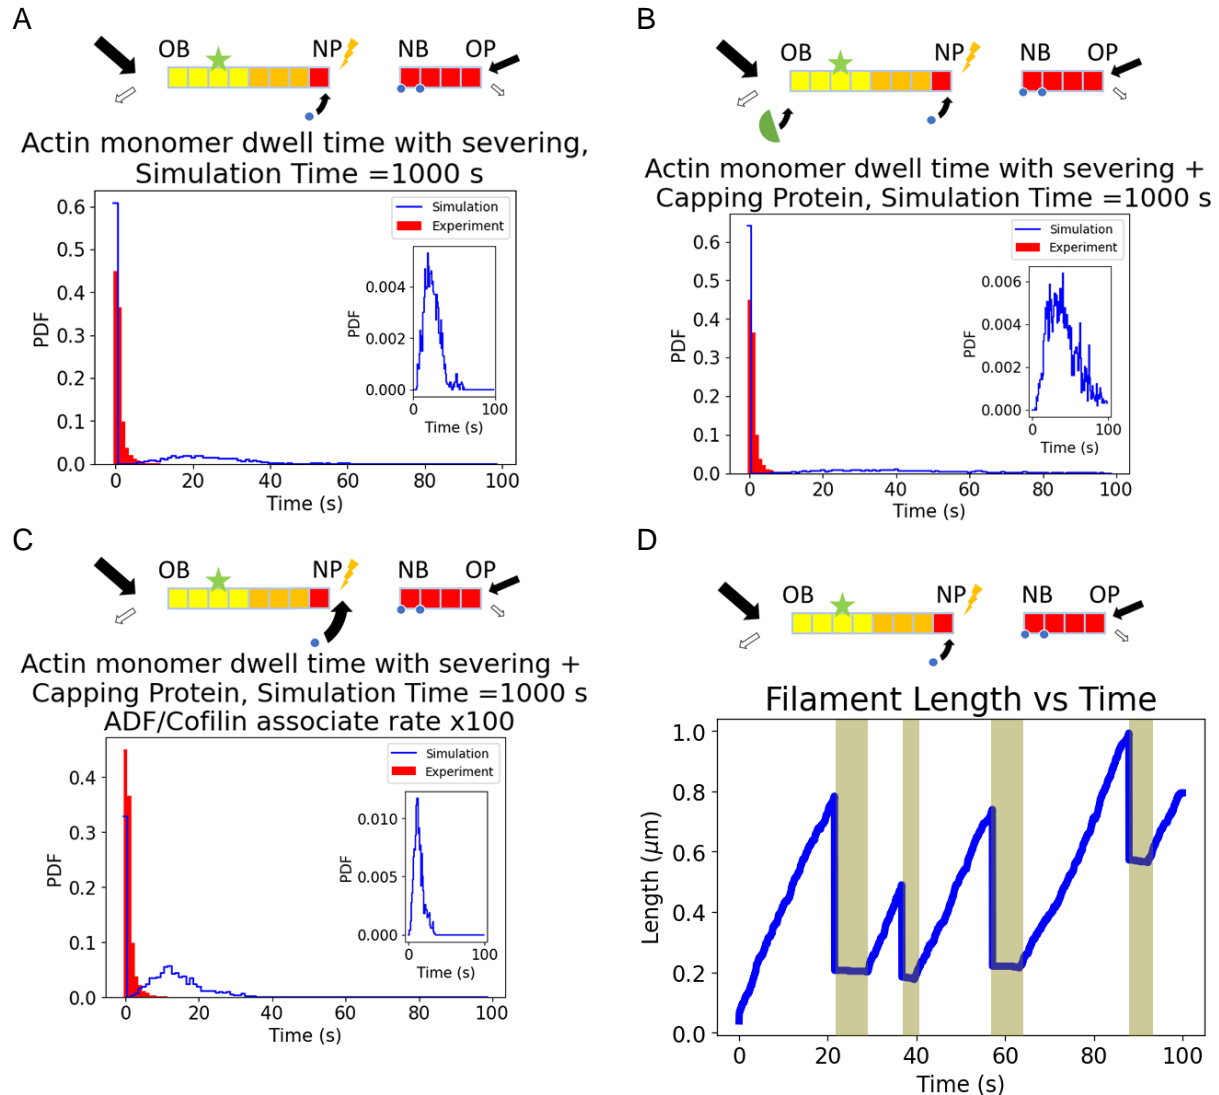 A
OB
NP
NB
OP
Actin monomer dwell time with severing,
Simulation Time =1000 s
Simulation
Experiment
PDF
0.6
0.5
0.4
0.3
0.2
0.1
0.0
0 20 40 60 80 100
Time (s)
PDF
0.004
0.002
0.000
0 100
Time (s)
B
OB
NP
NB
OP
Actin monomer dwell time with severing +
Capping Protein, Simulation Time =1000 s
Simulation
Experiment
PDF
0.6
0.5
0.4
0.3
0.2
0.1
0.0
0 20 40 60 80 100
Time (s)
PDF
0.006
0.004
0.002
0.000
0 100
Time (s)
C
OB
NP
NB
OP
Actin monomer dwell time with severing +
Capping Protein, Simulation Time =1000 s
ADF/Cofilin associate rate x100
Simulation
Experiment
PDF
0.4
0.3
0.2
0.1
0.0
0 20 40 60 80 100
Time (s)
PDF
0.010
0.005
0.000
0 100
Time (s)
D
OB
NP
NB
OP
Filament Length vs Time
Length (μm)
1.0
0.8
0.6
0.4
0.2
0.0
0 20 40 60 80 100
Time (s)